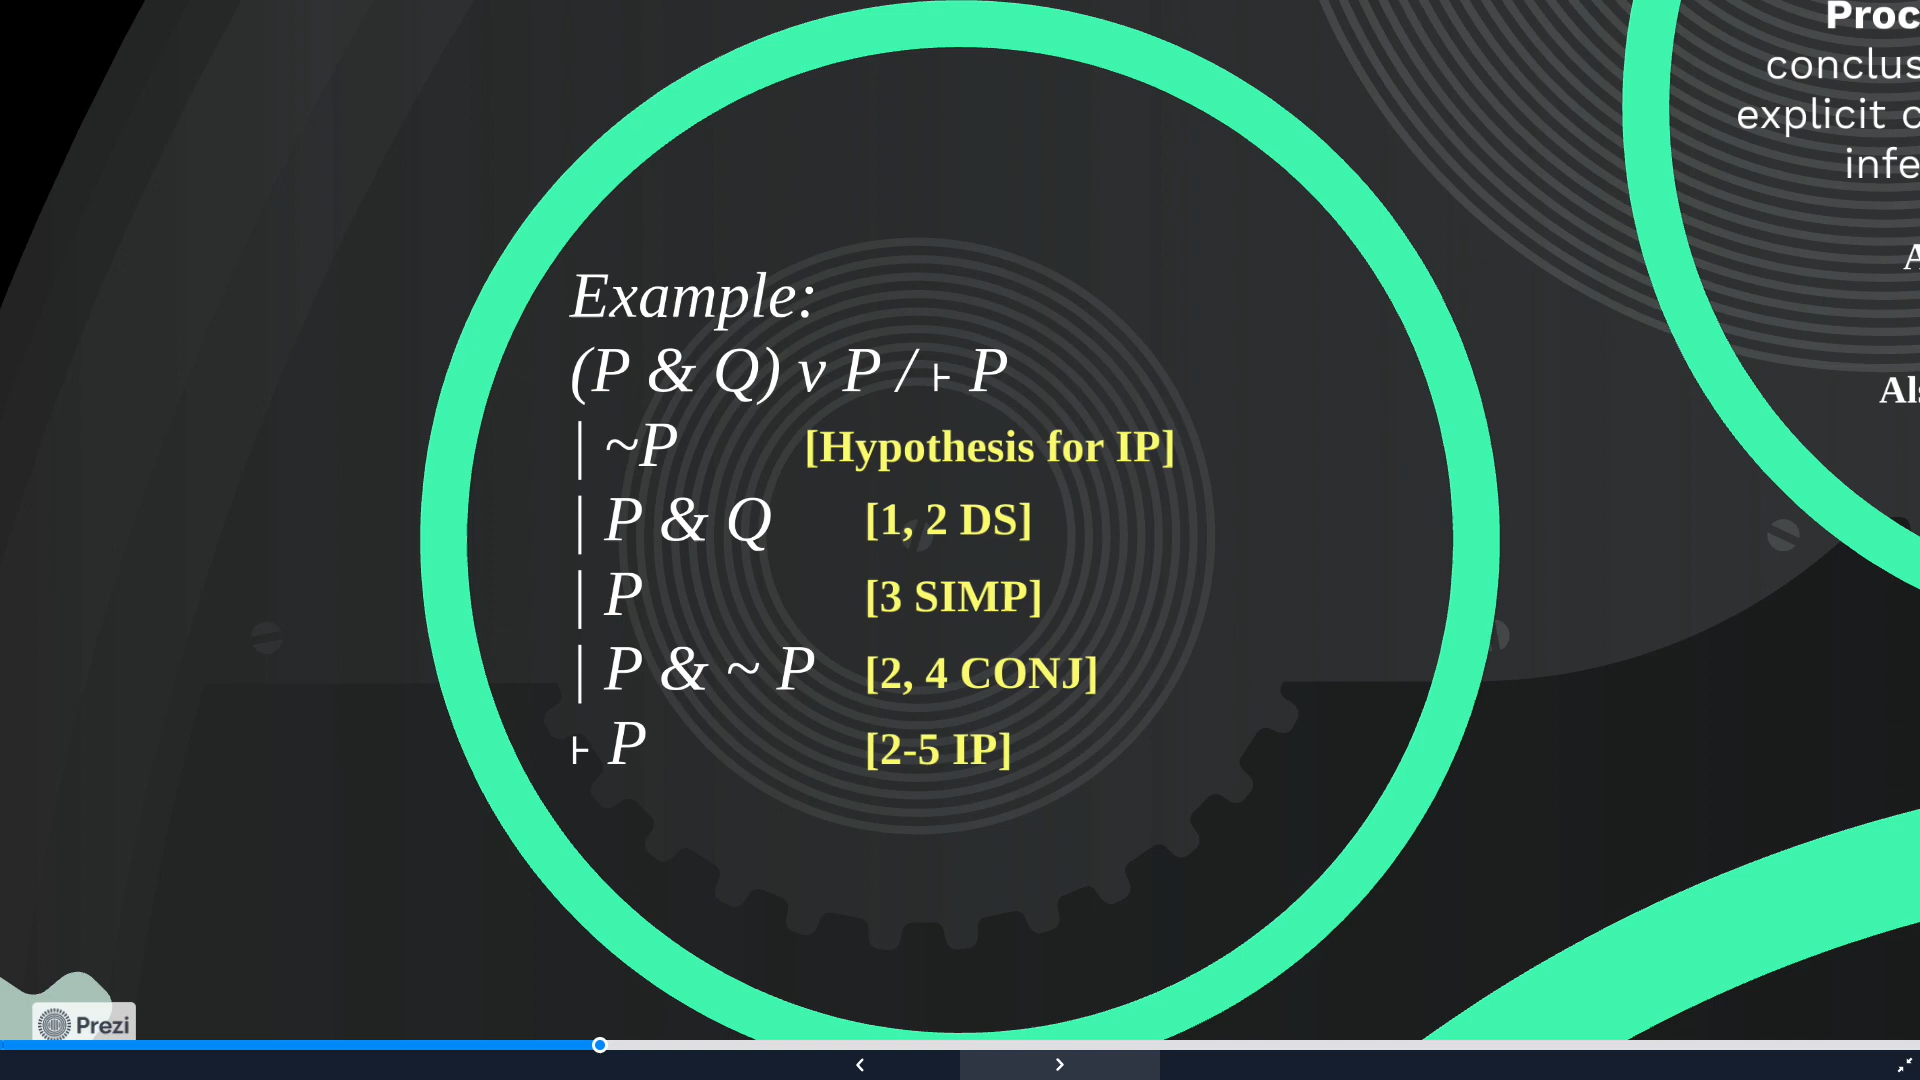 Example:
(P & Q) v P / ⊦ P
| ~P [Hypothesis for IP]
| P & Q [1, 2 DS]
| P [3 SIMP]
| P & ~ P [2, 4 CONJ]
⊦ P [2-5 IP]
Proc
conclus
explicit c
infe
A
Als
Prezi